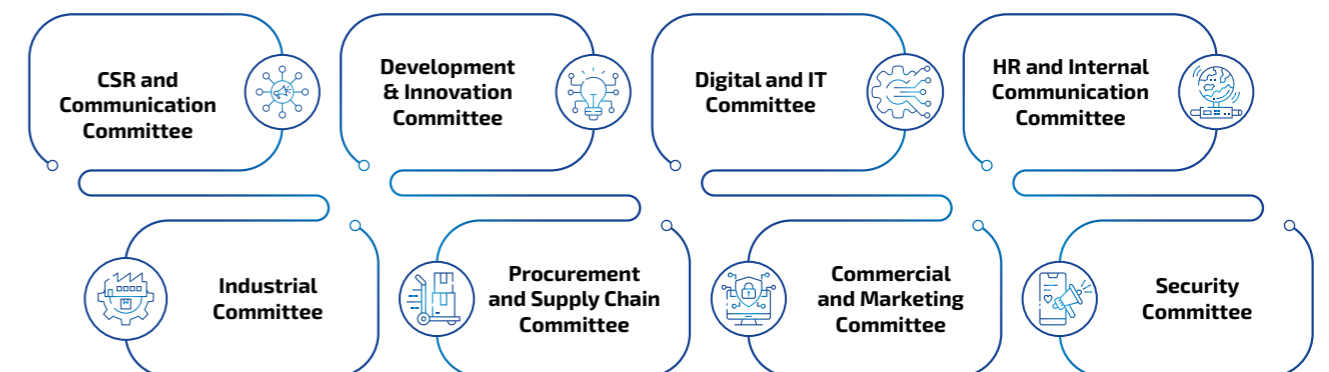 CSR and
Communication
Committee
Development
& Innovation
Committee
Digital and IT
Committee
HR and Internal
Communication
Committee
Industrial
Committee
Procurement
and Supply Chain
Committee
Commercial
and Marketing
Committee
Security
Committee